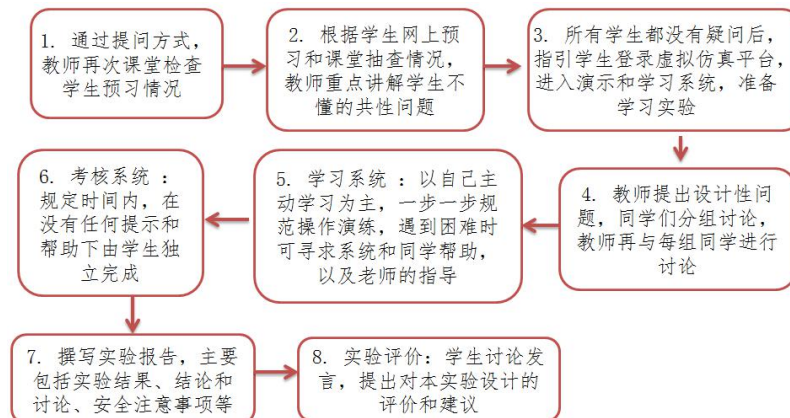 1. 通过提问方式，
教师再次课堂检查
学生预习情况
2. 根据学生网上预
习和课堂抽查情况，
教师重点讲解学生不
懂的共性问题
3. 所有学生都没有疑问后，
指引学生登录虚拟仿真平台，
进入演示和学习系统，准备
学习实验
4. 教师提出设计性问
题，同学们分组讨论，
教师再与每组同学进行
讨论
5. 学习系统 ：以自己主
动学习为主，一步一步规
范操作演练，遇到困难时
可寻求系统和同学帮助，
以及老师的指导
6. 考核系统 ：
规定时间内，在
没有任何提示和
帮助下由学生独
立完成
7. 撰写实验报告，主要
包括实验结果、结论和
讨论、安全注意事项等
8. 实验评价：学生讨论发
言，提出对本实验设计的
评价和建议